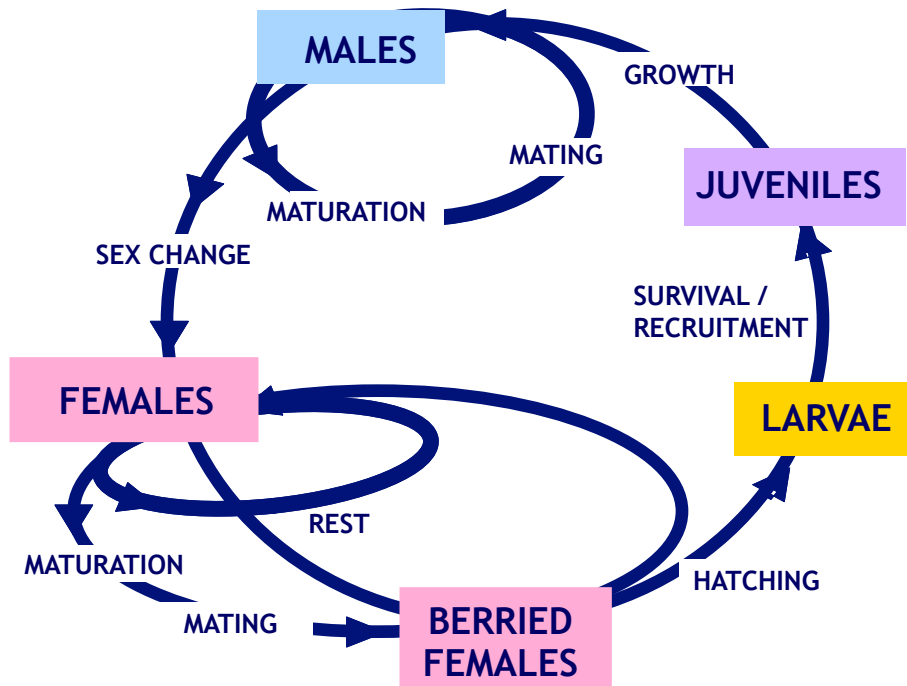 MALES
GROWTH
MATING
JUVENILES
MATURATION
SEX CHANGE
SURVIVAL /
RECRUITMENT
FEMALES
LARVAE
REST
MATURATION
HATCHING
MATING
BERRIED
FEMALES